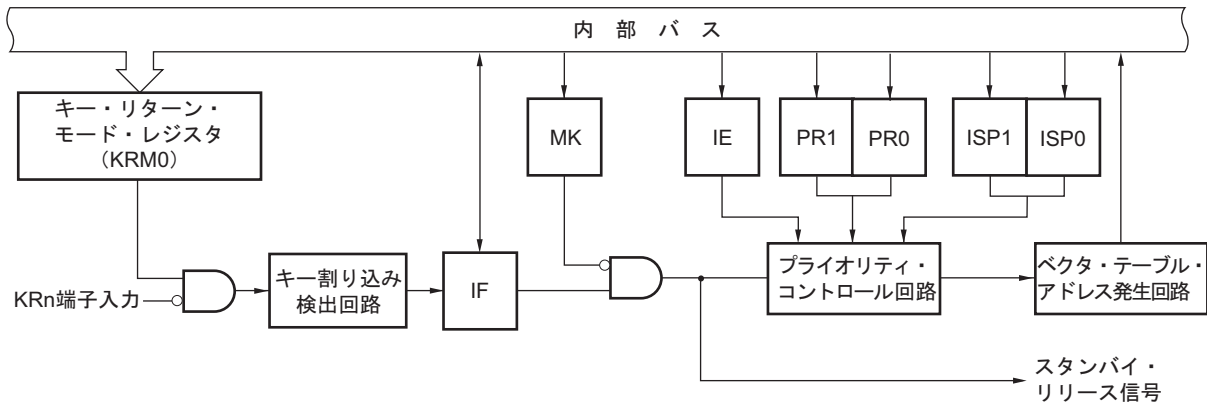 内 部 バ ス
キー・リターン・
モード・レジスタ
（KRM0）
MK
IE
PR1
PR0
ISP1
ISP0
KRn端子入力
キー割り込み
検出回路
IF
プライオリティ・
コントロール回路
ベクタ・テーブル・
アドレス発生回路
スタンバイ・
リリース信号